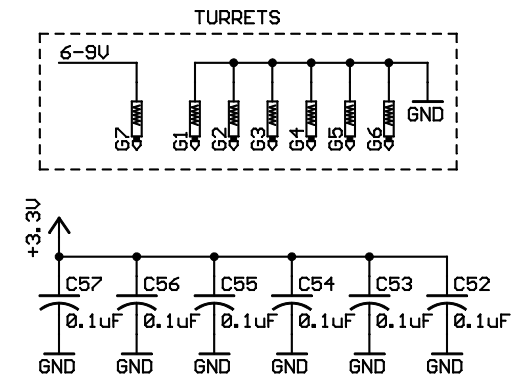 TURRETS
6-9V
G7 G1 G2 G3 G4 G5 G6 GND
+3.3V
C57 C56 C55 C54 C53 C52
0.1uF 0.1uF 0.1uF 0.1uF 0.1uF 0.1uF
GND GND GND GND GND GND